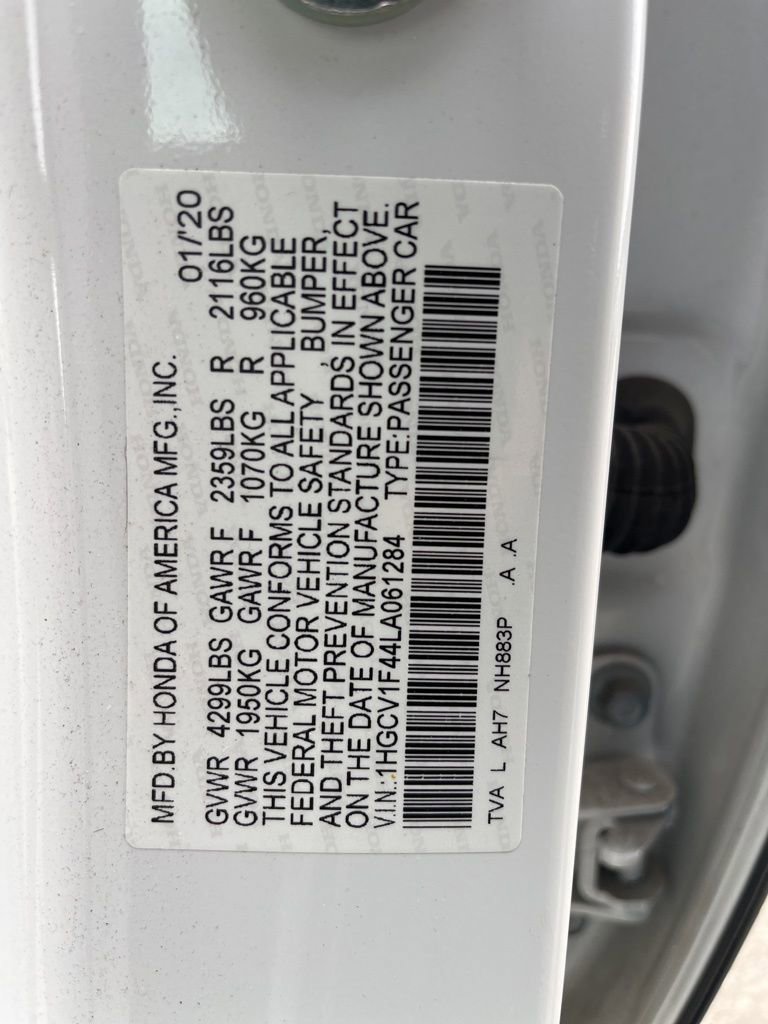 MFD.BY HONDA OF AMERICA MFG.,INC. 01/'20
GVWR 4299LBS GAWR F 2359LBS R 2116LBS
GVWR 1950KG GAWR F 1070KG R 960KG
THIS VEHICLE CONFORMS TO ALL APPLICABLE
FEDERAL MOTOR VEHICLE SAFETY , BUMPER,
AND THEFT PREVENTION STANDARDS IN EFFECT
ON THE DATE OF MANUFACTURE SHOWN ABOVE.
V.I.N.:1HGCV1F44LA061284 TYPE:PASSENGER CAR
TVA L AH7 NH883P .A .A